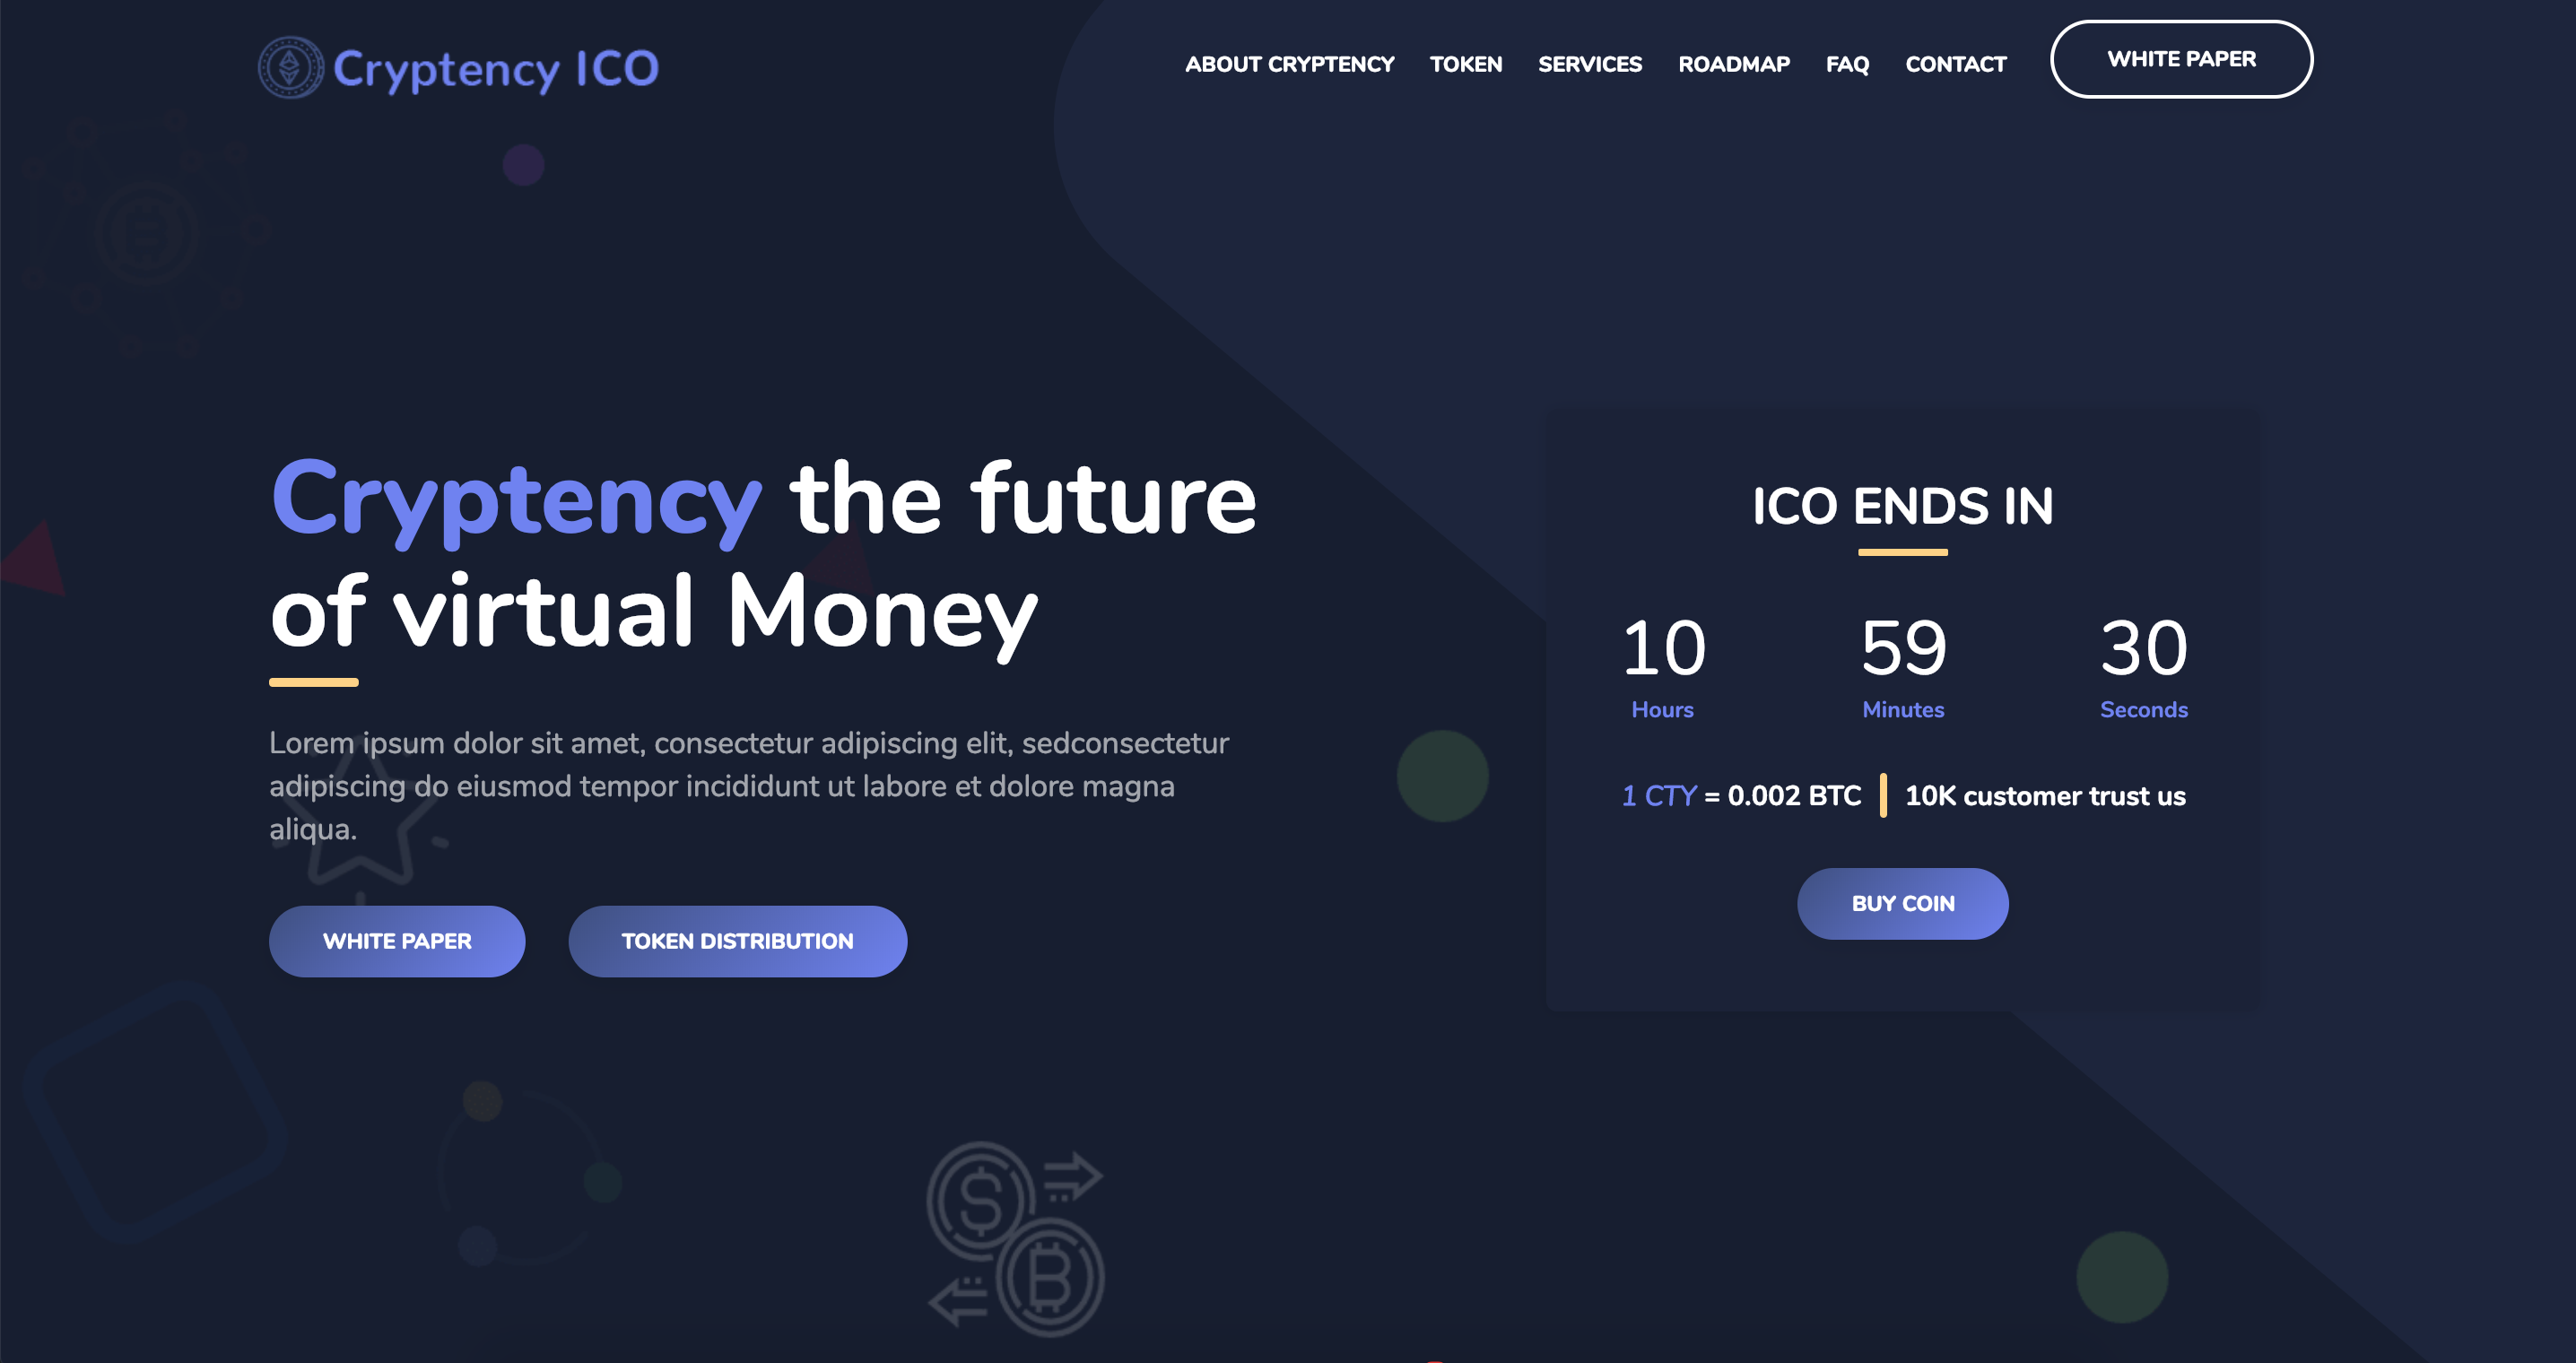 Cryptency ICO
ABOUT CRYPTENCY TOKEN SERVICES ROADMAP FAQ CONTACT WHITE PAPER
Cryptency the future
of virtual Money
Lorem ipsum dolor sit amet, consectetur adipiscing elit, sedconsectetur
adipiscing do eiusmod tempor incididunt ut labore et dolore magna
aliqua.
WHITE PAPER TOKEN DISTRIBUTION
ICO ENDS IN
10 59 30
Hours Minutes Seconds
1 CTY = 0.002 BTC 10K customer trust us
BUY COIN